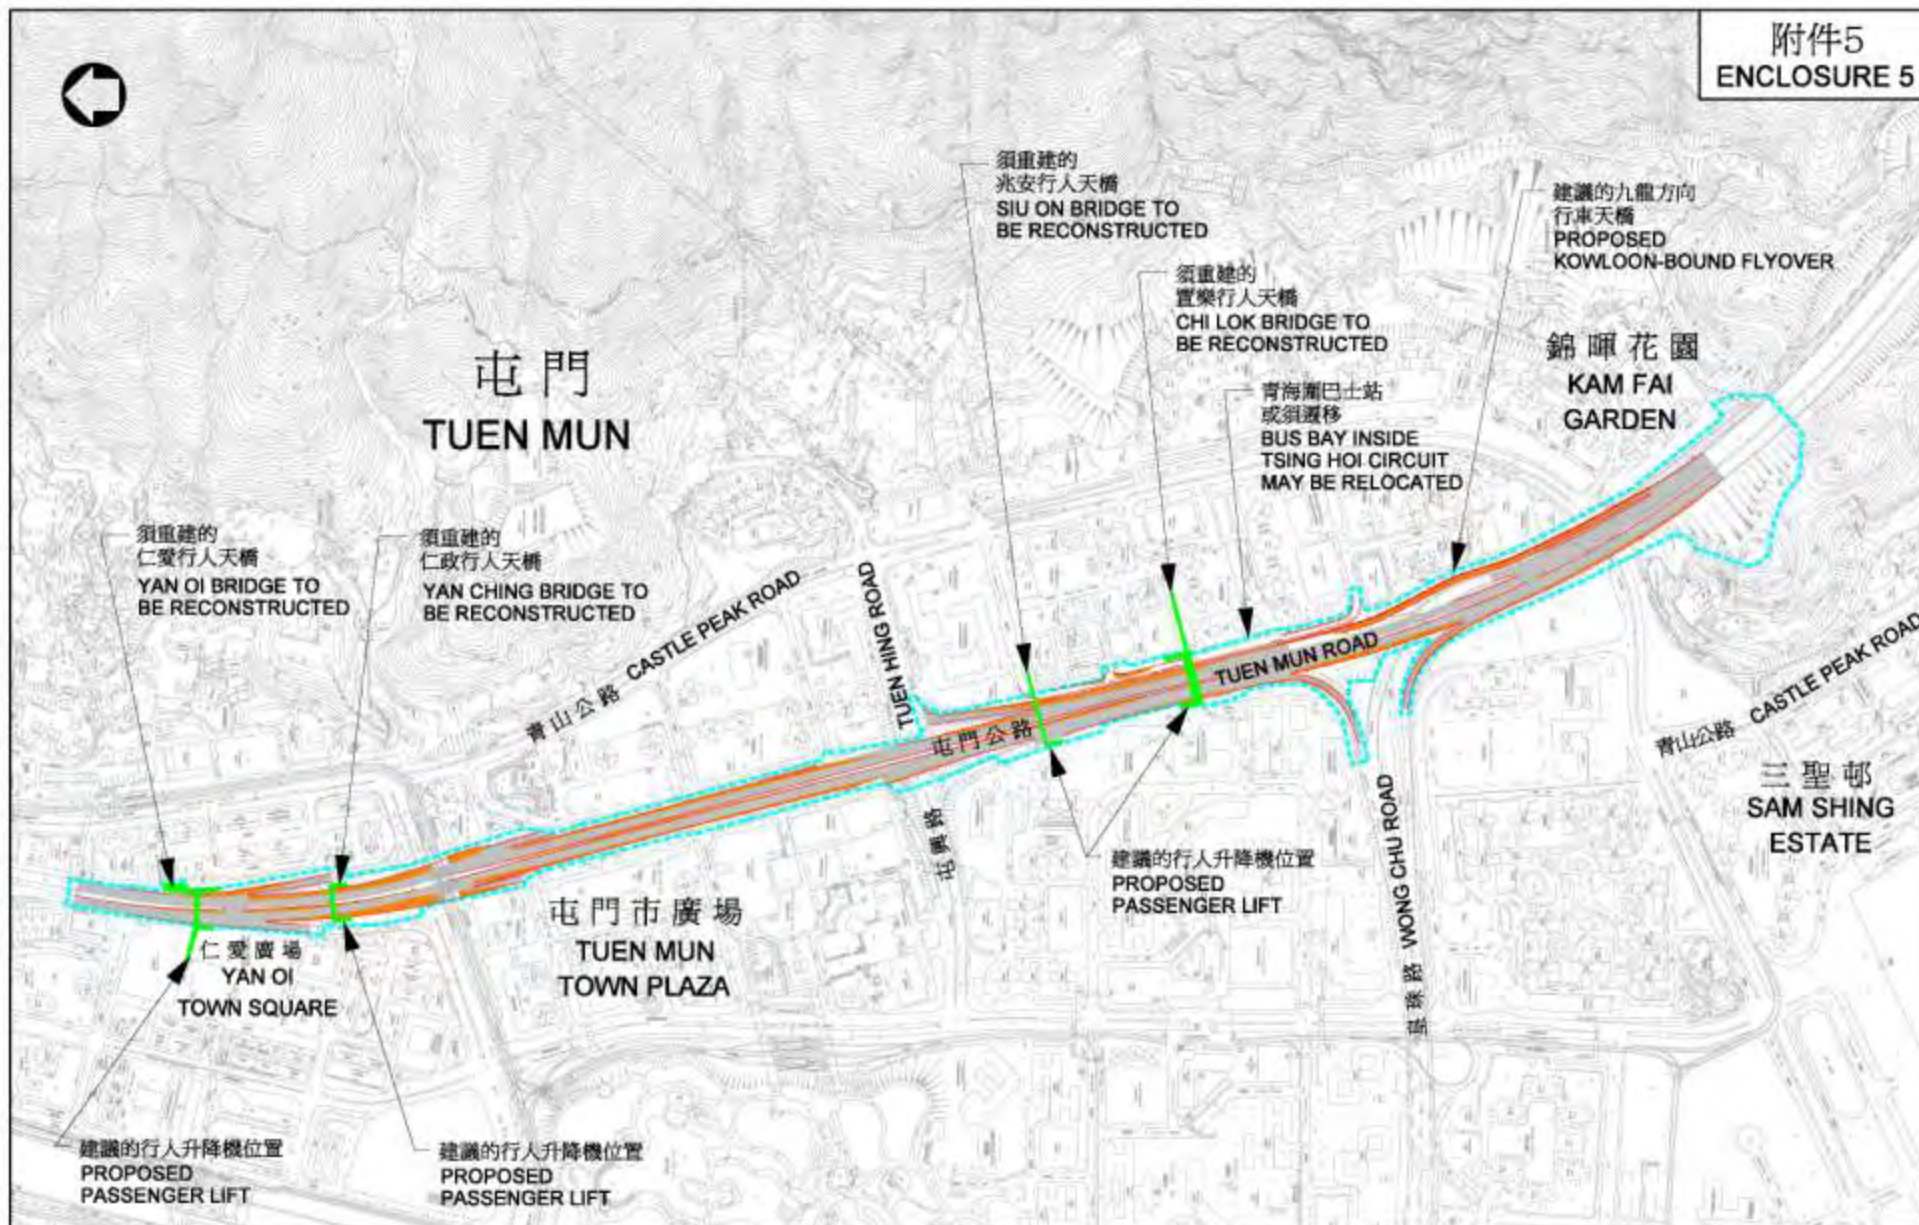 附件5
ENCLOSURE 5
須重建的
兆安行人天橋
SIU ON BRIDGE TO
BE RECONSTRUCTED
建議的九龍方向
行車天橋
PROPOSED
KOWLOON-BOUND FLYOVER
須重建的
置樂行人天橋
CHI LOK BRIDGE TO
BE RECONSTRUCTED
錦暉花園
KAM FAI
GARDEN
屯門
TUEN MUN
青海圍巴士站
或須遷移
BUS BAY INSIDE
TSING HOI CIRCUIT
MAY BE RELOCATED
須重建的
仁愛行人天橋
YAN OI BRIDGE TO
BE RECONSTRUCTED
須重建的
仁政行人天橋
YAN CHING BRIDGE TO
BE RECONSTRUCTED
青山公路 CASTLE PEAK ROAD
TUEN HING ROAD
屯門公路
TUEN MUN ROAD
青山公路 CASTLE PEAK ROAD
三聖邨
SAM SHING
ESTATE
屯興路
皇珠路 WONG CHU ROAD
建議的行人升降機位置
PROPOSED
PASSENGER LIFT
仁愛廣場
YAN OI
TOWN SQUARE
屯門市廣場
TUEN MUN
TOWN PLAZA
建議的行人升降機位置
PROPOSED
PASSENGER LIFT
建議的行人升降機位置
PROPOSED
PASSENGER LIFT